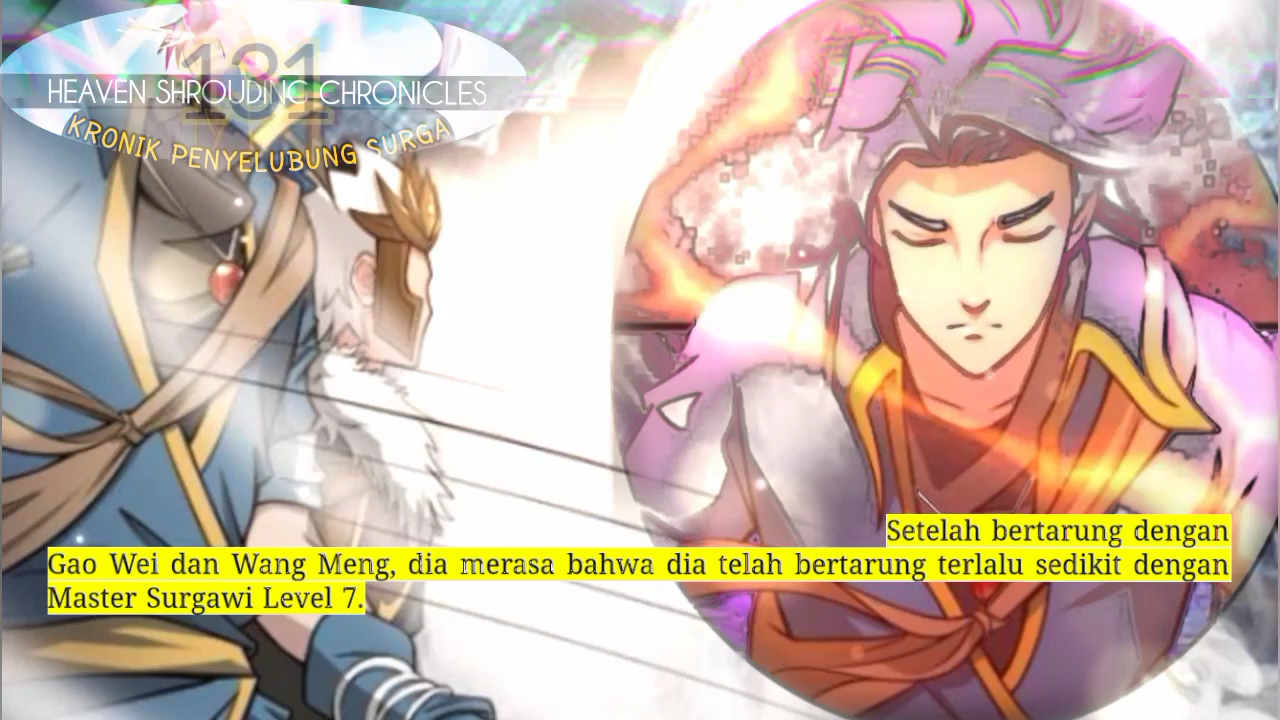 181
HEAVEN SHROUDING CHRONICLES
KRONIK PENYELUBUNG SURGA
Setelah bertarung dengan
Gao Wei dan Wang Meng, dia merasa bahwa dia telah bertarung terlalu sedikit dengan
Master Surgawi Level 7.